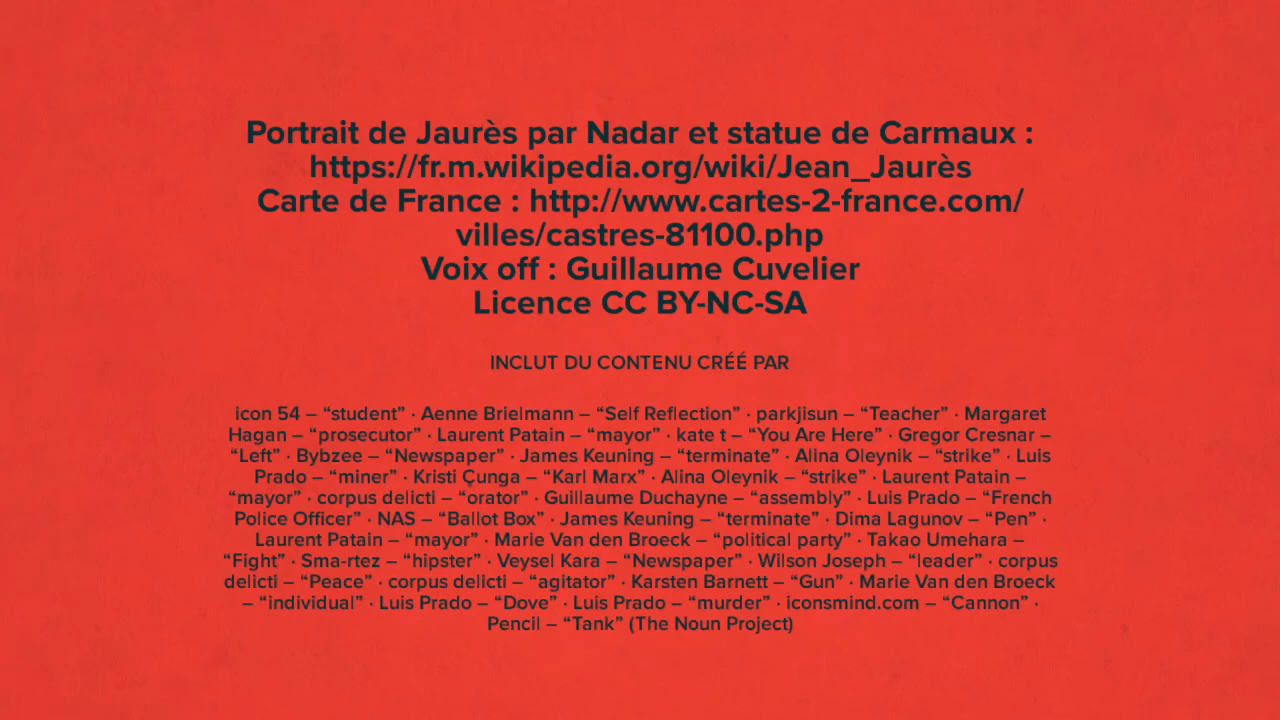 Portrait de Jaurès par Nadar et statue de Carmaux :
https://fr.m.wikipedia.org/wiki/Jean_Jaurès
Carte de France : http://www.cartes-2-france.com/
villes/castres-81100.php
Voix off : Guillaume Cuvelier
Licence CC BY-NC-SA
INCLUT DU CONTENU CRÉÉ PAR
icon 54 – “student” · Aenne Brielmann – “Self Reflection” · parkjisun – “Teacher” · Margaret
Hagan – “prosecutor” · Laurent Patain – “mayor” · kate t – “You Are Here” · Gregor Cresnar –
“Left” · Bybzee – “Newspaper” · James Keuning – “terminate” · Alina Oleynik – “strike” · Luis
Prado – “miner” · Kristi Çunga – “Karl Marx” · Alina Oleynik – “strike” · Laurent Patain –
“mayor” · corpus delicti – “orator” · Guillaume Duchayne – “assembly” · Luis Prado – “French
Police Officer” · NAS – “Ballot Box” · James Keuning – “terminate” · Dima Lagunov – “Pen” ·
Laurent Patain – “mayor” · Marie Van den Broeck – “political party” · Takao Umehara –
“Fight” · Sma-rtez – “hipster” · Veysel Kara – “Newspaper” · Wilson Joseph – “leader” · corpus
delicti – “Peace” · corpus delicti – “agitator” · Karsten Barnett – “Gun” · Marie Van den Broeck
– “individual” · Luis Prado – “Dove” · Luis Prado – “murder” · iconsmind.com – “Cannon” ·
Pencil – “Tank” (The Noun Project)